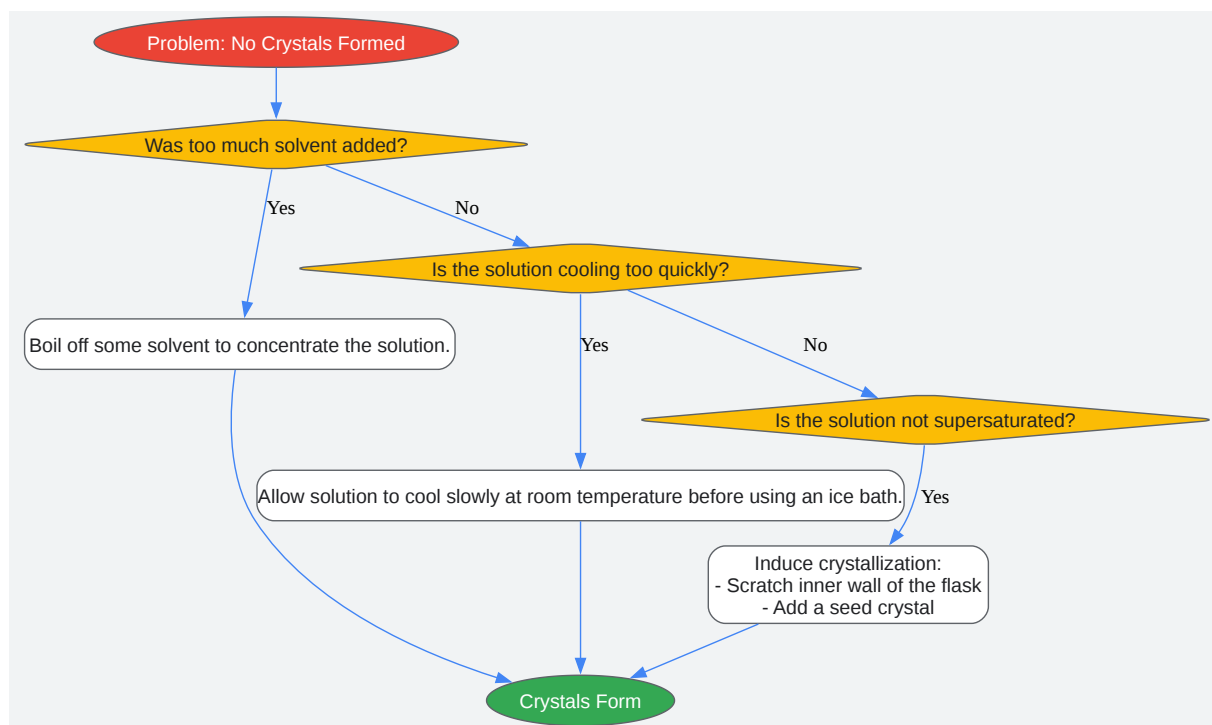 Problem: No Crystals Formed
Was too much solvent added?
Yes
No
Is the solution cooling too quickly?
Boil off some solvent to concentrate the solution.
Yes
No
Is the solution not supersaturated?
Allow solution to cool slowly at room temperature before using an ice bath.
Yes
Induce crystallization:
- Scratch inner wall of the flask
- Add a seed crystal
Crystals Form